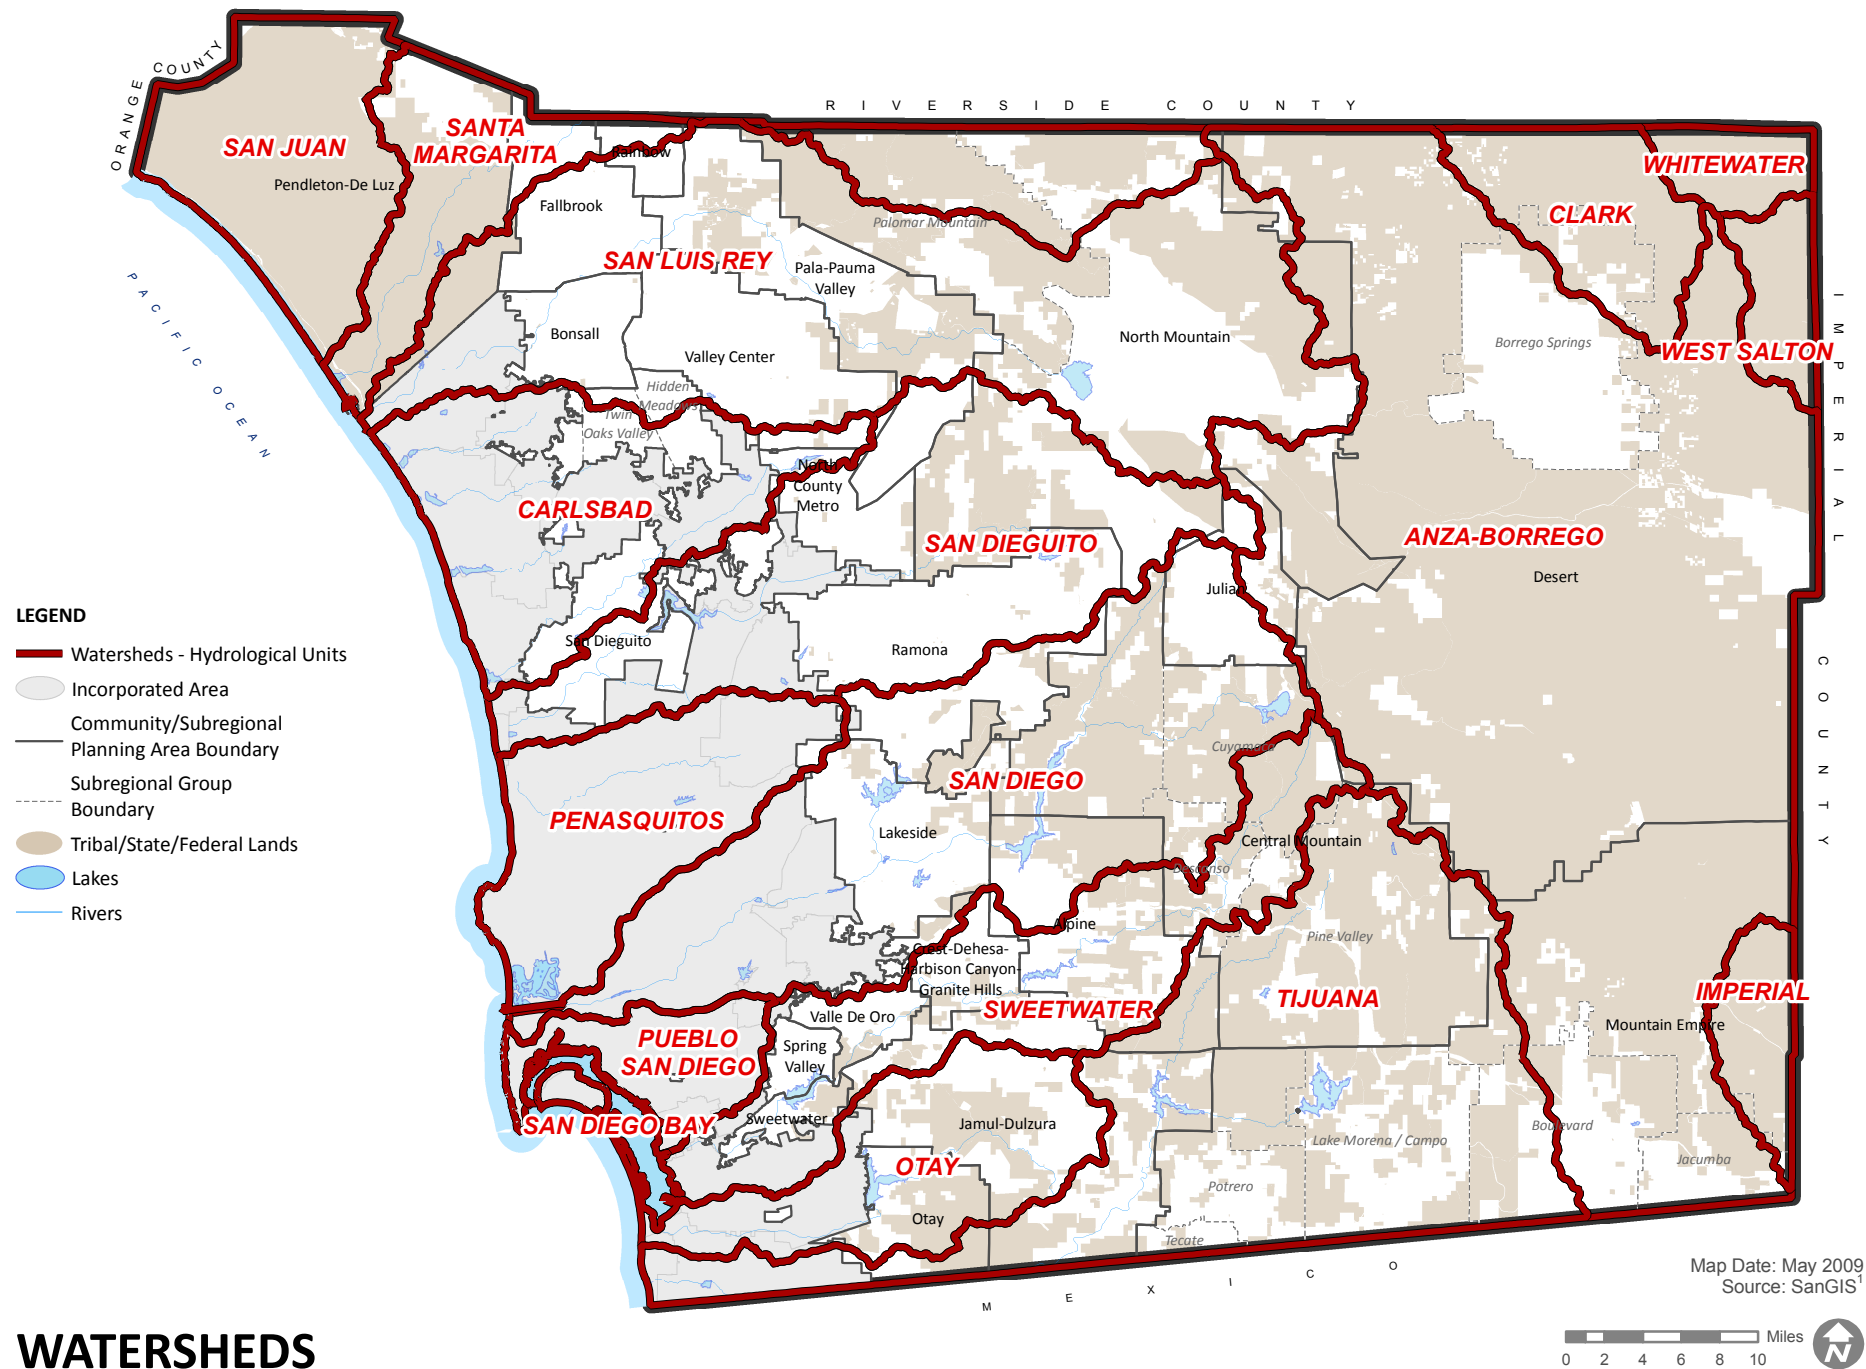 ORANGE COUNTY
RIVERSIDE COUNTY
SAN JUAN
Pendleton-De Luz
SANTA
MARGARITA
Rainbow
Fallbrook
SAN LUIS REY
Pala-Pauma
Valley
Palomar Mountain
WHITEWATER
CLARK
PACIFIC OCEAN
Bonsall
Valley Center
North Mountain
Borrego Springs
WEST SALTON
IMPERIAL
COUNTY
Hidden
Meadows
Twin
Oaks Valley
North
County
Metro
CARLSBAD
SAN DIEGUITO
ANZA-BORREGO
Desert
Julian
San Dieguito
Ramona
LEGEND
Watersheds - Hydrological Units
Incorporated Area
Community/Subregional
Planning Area Boundary
Subregional Group
Boundary
Tribal/State/Federal Lands
Lakes
Rivers
Cuyamaca
SAN DIEGO
PENASQUITOS
Lakeside
Central Mountain
Descanso
Alpine
Pine Valley
Crest-Dehesa-
Harbison Canyon-
Granite Hills
SWEETWATER
TIJUANA
IMPERIAL
Valle De Oro
Mountain Empire
PUEBLO
SAN DIEGO
Spring
Valley
SAN DIEGO BAY
Sweetwater
Jamul-Dulzura
Lake Morena / Campo
Boulevard
Jacumba
OTAY
Potrero
Otay
Tecate
MEXICO
Map Date: May 2009
Source: SanGIS1
WATERSHEDS
Miles
0 2 4 6 8 10
N